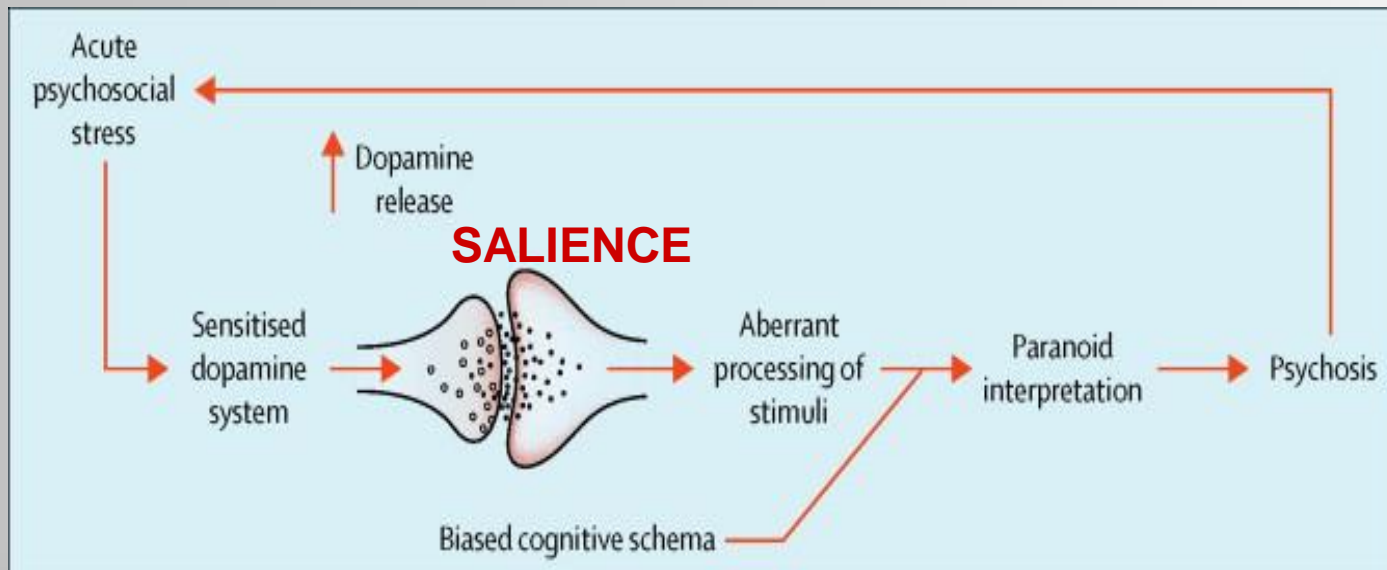 Acute
psychosocial
stress
Dopamine
release
SALIENCE
Sensitised
dopamine
system
Aberrant
processing of
stimuli
Paranoid
interpretation
Psychosis
Biased cognitive schema